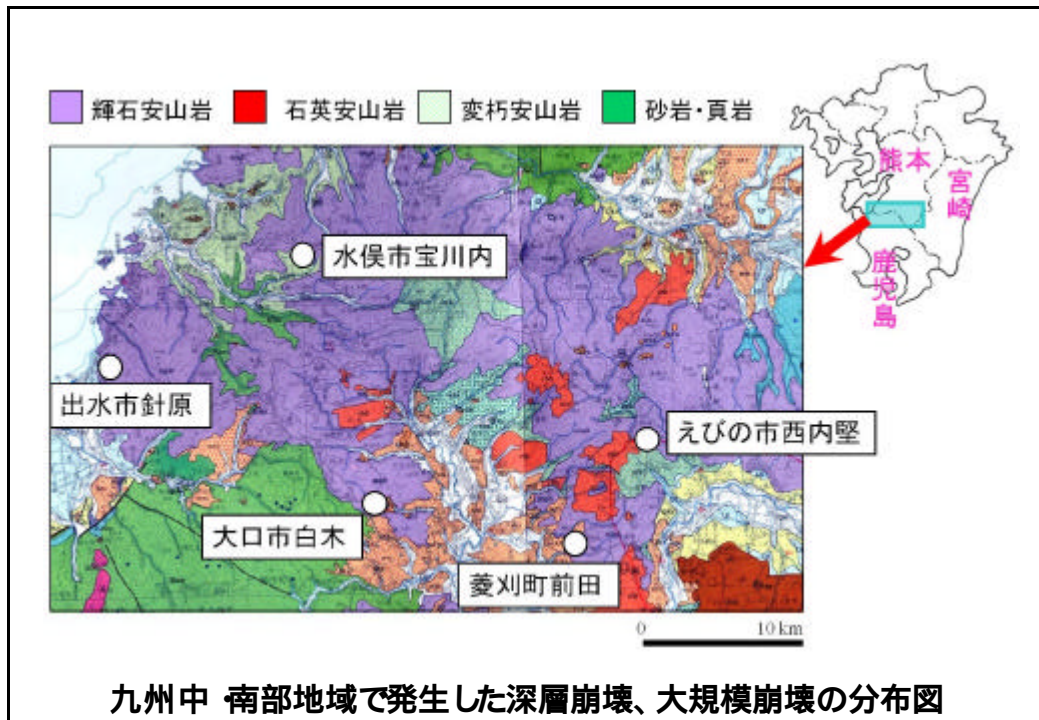 輝石安山岩 石英安山岩 変朽安山岩 砂岩・頁岩
熊本
宮崎
鹿児島
水俣市宝川内
出水市針原
えびの市西内竪
大口市白木
菱刈町前田
0 10 km
九州中・南部地域で発生した深層崩壊、大規模崩壊の分布図